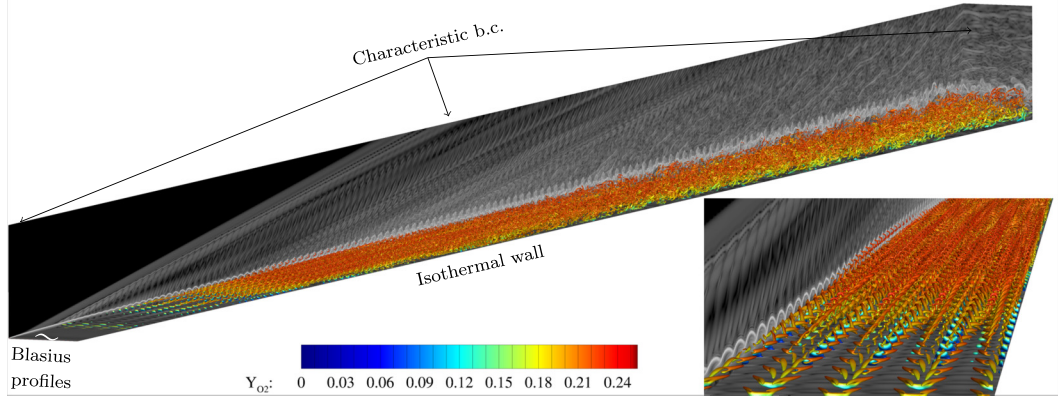 Characteristic b.c.
Isothermal wall
Blasius
profiles
Y_O2:
0 0.03 0.06 0.09 0.12 0.15 0.18 0.21 0.24